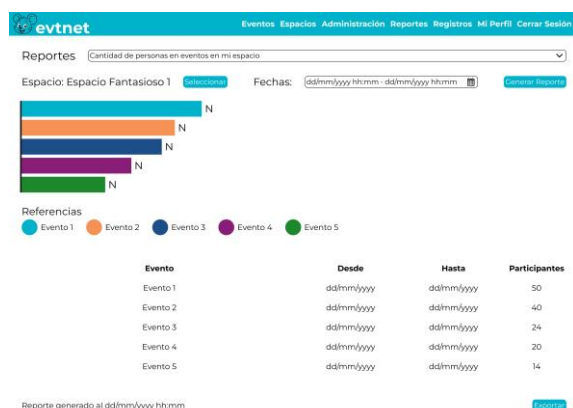 evtnet
Eventos Espacios Administración Reportes Registros Mi Perfil Cerrar Sesión
Reportes Cantidad de personas en eventos en mi espacio
Espacio: Espacio Fantasioso 1 Seleccionar Fechas: dd/mm/yyyy hh:mm - dd/mm/yyyy hh:mm Generar Reporte
N
N
N
N
N
Referencias
Evento 1 Evento 2 Evento 3 Evento 4 Evento 5
Evento Desde Hasta Participantes
Evento 1 dd/mm/yyyy dd/mm/yyyy 50
Evento 2 dd/mm/yyyy dd/mm/yyyy 40
Evento 3 dd/mm/yyyy dd/mm/yyyy 24
Evento 4 dd/mm/yyyy dd/mm/yyyy 20
Evento 5 dd/mm/yyyy dd/mm/yyyy 14
Reporte generado al dd/mm/yyyy hh:mm Exportar